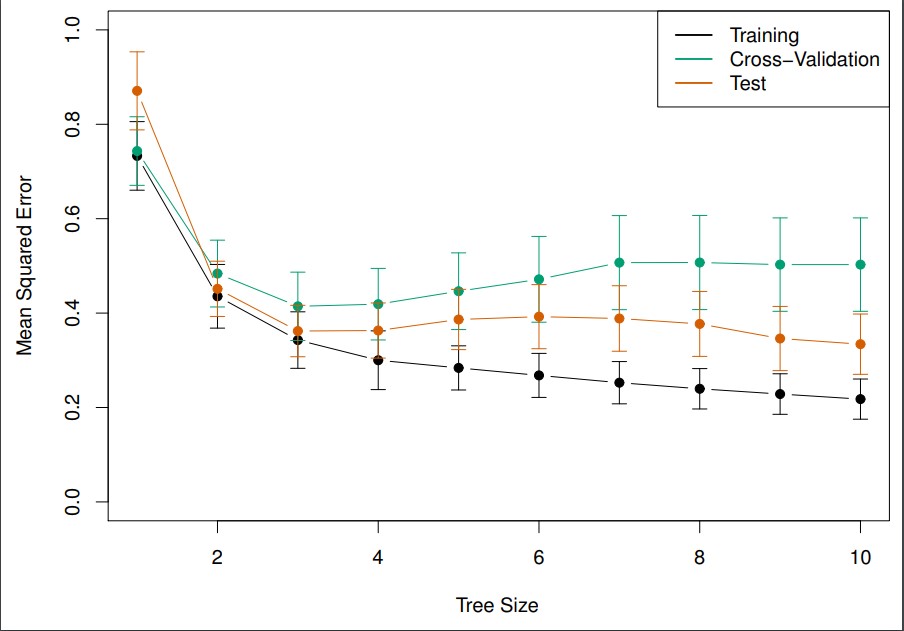 Training
Cross−Validation
Test
Mean Squared Error
1.0
0.8
0.6
0.4
0.2
0.0
2 4 6 8 10
Tree Size